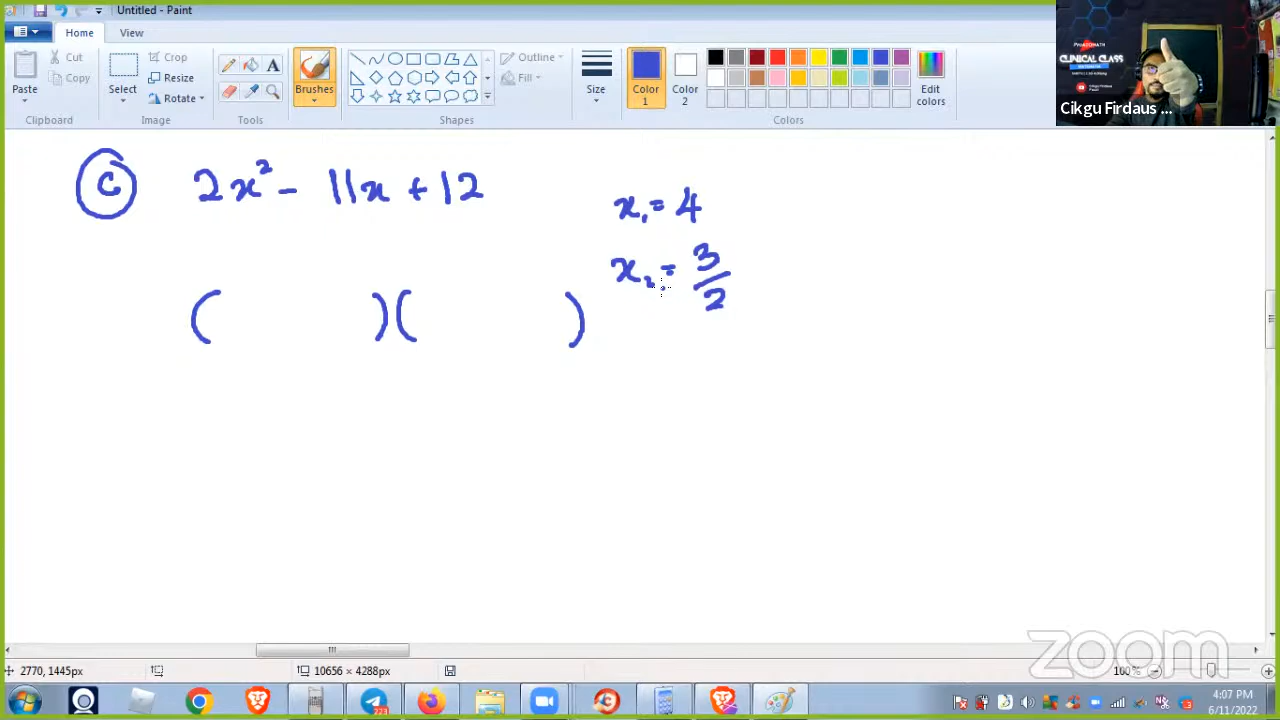 Untitled - Paint
Home View
Paste
Cut
Copy
Clipboard
Select
Crop
Resize
Rotate
Image
Tools
Brushes
Shapes
Outline
Fill
Size
Color 1
Color 2
Colors
Edit colors
CLINICAL CLASS
Cikgu Firdaus ...
C 2x² - 11x + 12
x₁ = 4
x₂ = 3/2
( )( )
zoom
2770, 1445px
10656 × 4288px
100%
4:07 PM
6/11/2022